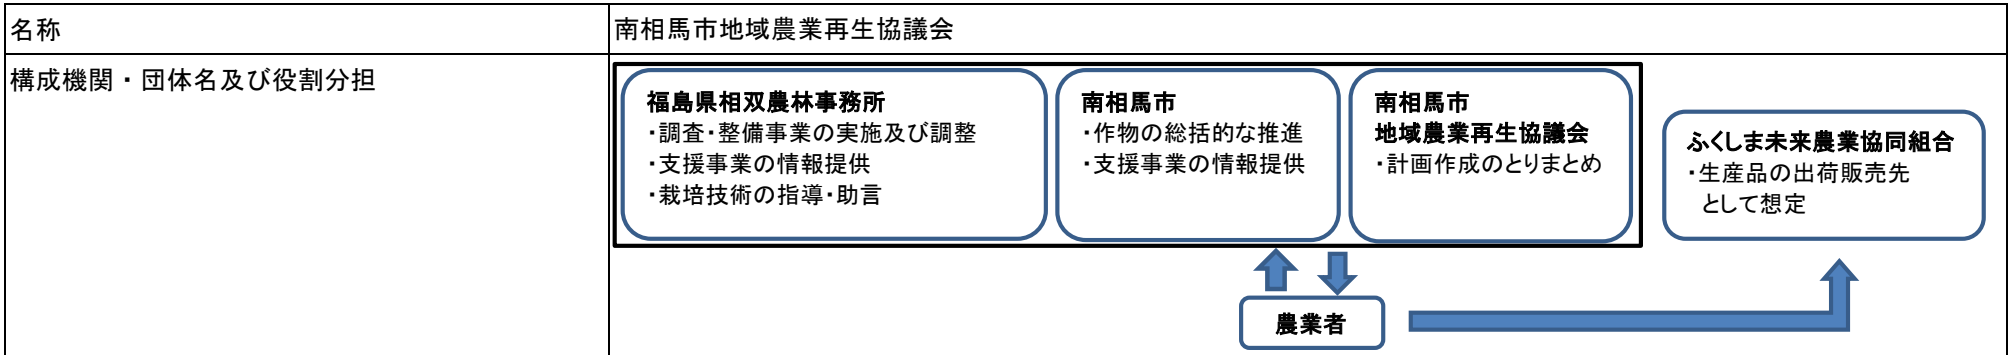 名称
南相馬市地域農業再生協議会
構成機関・団体名及び役割分担
福島県相双農林事務所
・調査・整備事業の実施及び調整
・支援事業の情報提供
・栽培技術の指導・助言
南相馬市
・作物の総括的な推進
・支援事業の情報提供
南相馬市
地域農業再生協議会
・計画作成のとりまとめ
ふくしま未来農業協同組合
・生産品の出荷販売先
として想定
農業者